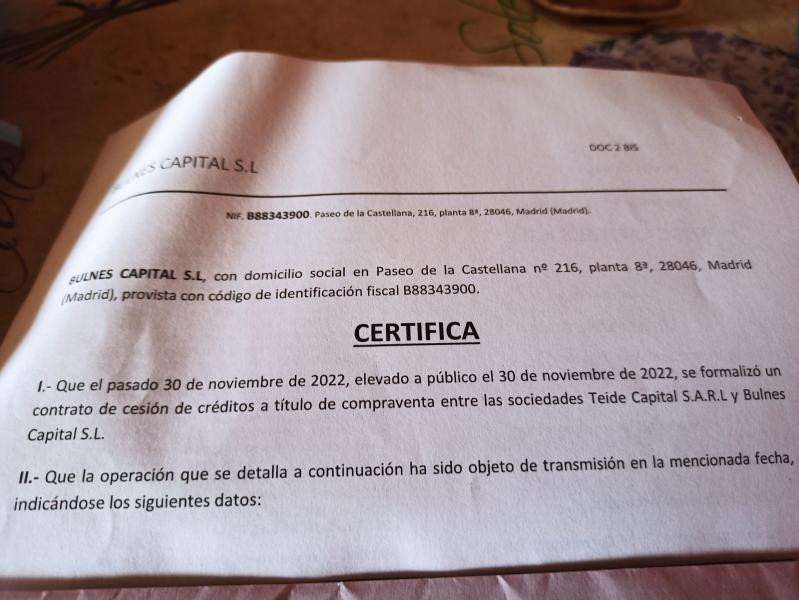 DOC 2 BIS
BULNES CAPITAL S.L
NIF. B88343900. Paseo de la Castellana, 216, planta 8ª, 28046, Madrid (Madrid).
BULNES CAPITAL S.L, con domicilio social en Paseo de la Castellana nº 216, planta 8ª, 28046, Madrid
(Madrid), provista con código de identificación fiscal B88343900.
CERTIFICA
I.- Que el pasado 30 de noviembre de 2022, elevado a público el 30 de noviembre de 2022, se formalizó un
contrato de cesión de créditos a título de compraventa entre las sociedades Teide Capital S.A.R.L y Bulnes
Capital S.L.
II.- Que la operación que se detalla a continuación ha sido objeto de transmisión en la mencionada fecha,
indicándose los siguientes datos: